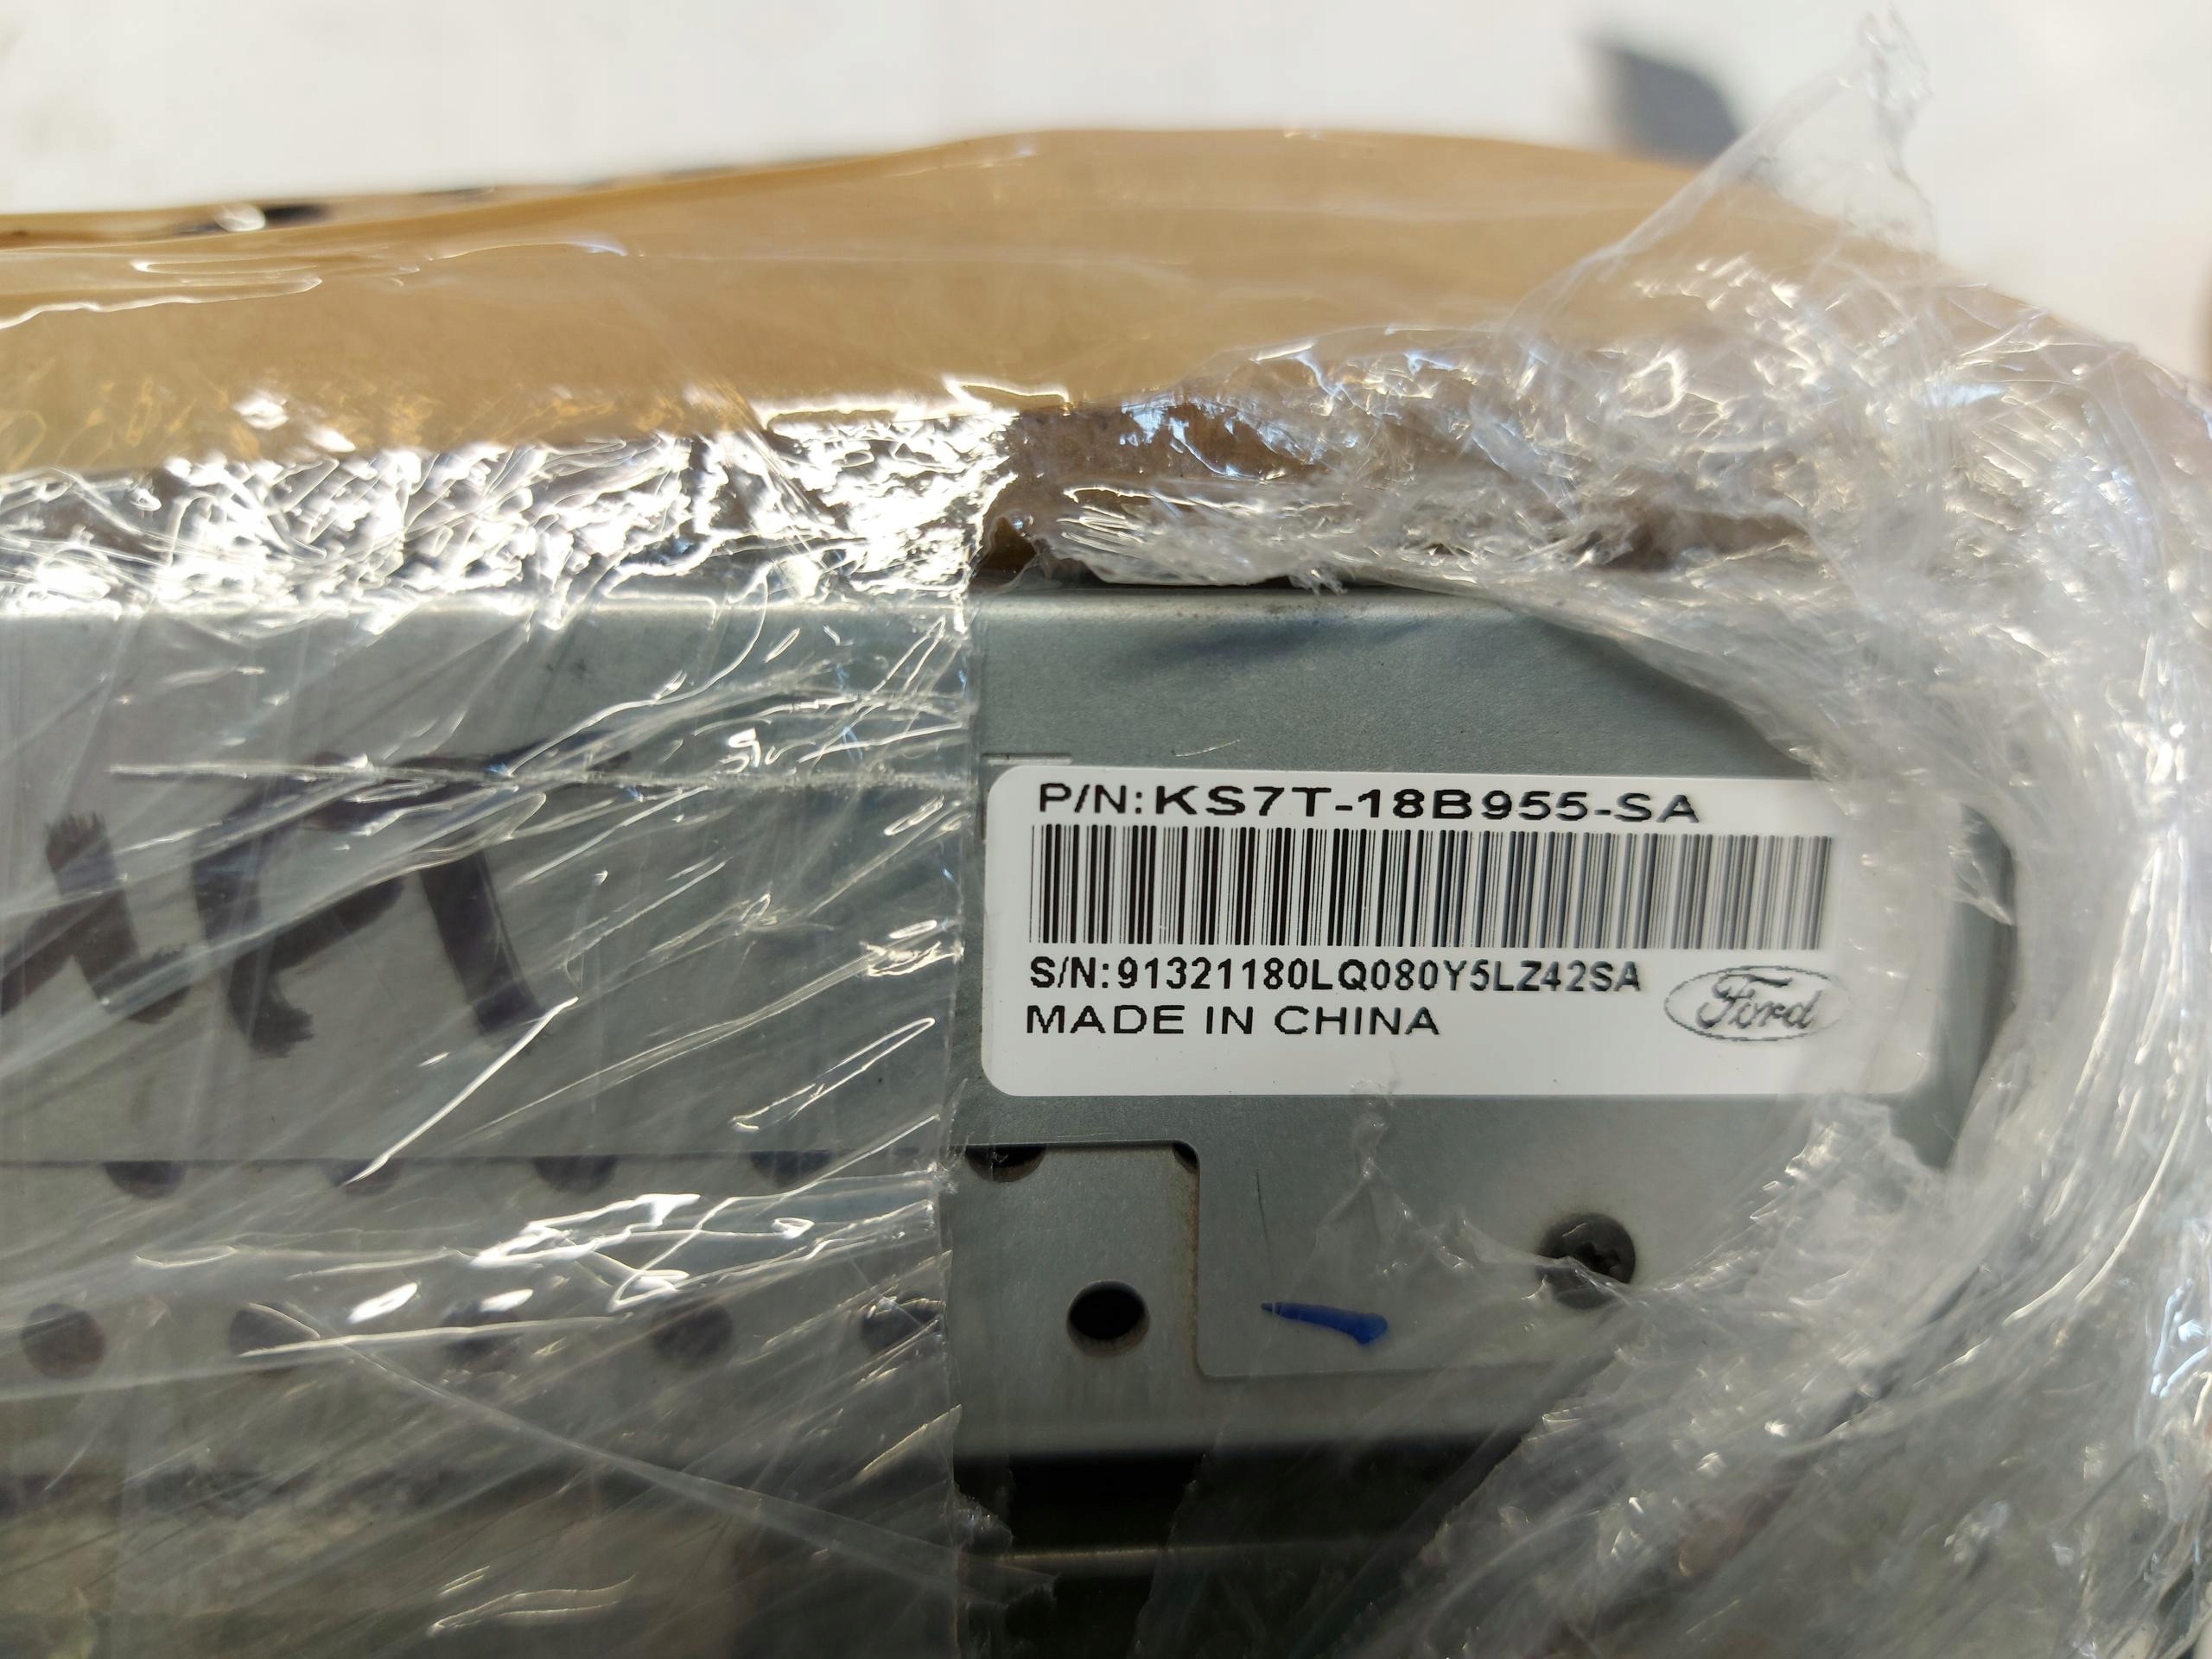 P/N:KS7T-18B955-SA
S/N:91321180LQ080Y5LZ42SA
MADE IN CHINA
Ford